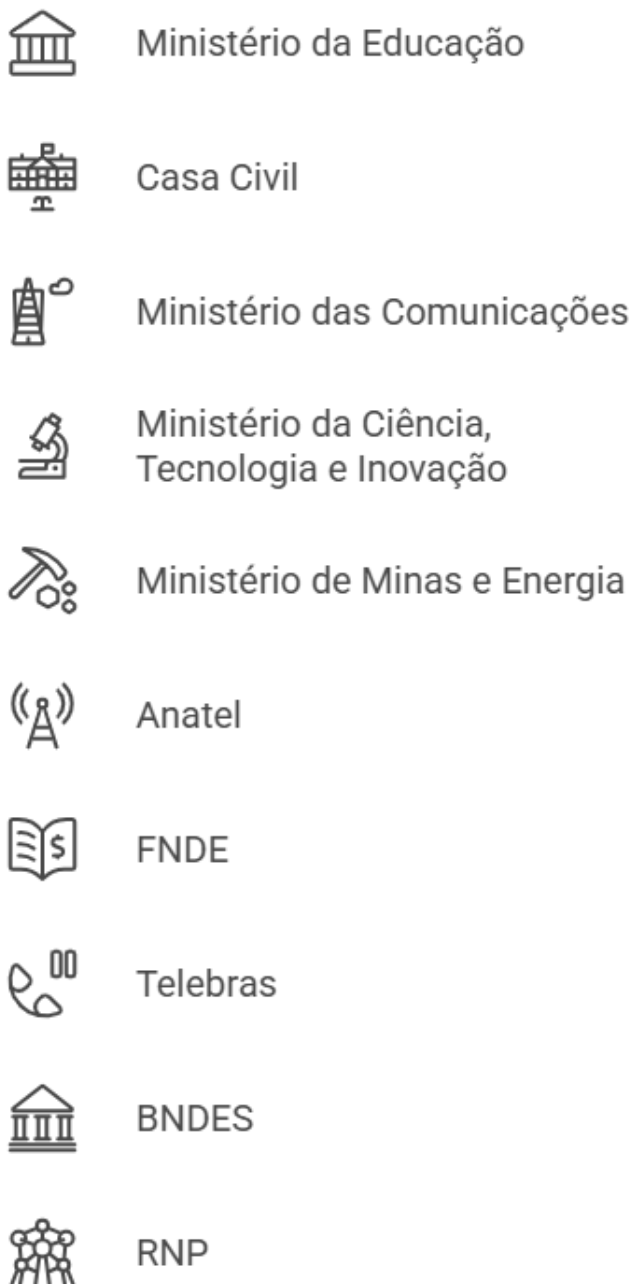 Ministério da Educação
Casa Civil
Ministério das Comunicações
Ministério da Ciência,
Tecnologia e Inovação
Ministério de Minas e Energia
Anatel
FNDE
Telebras
BNDES
RNP